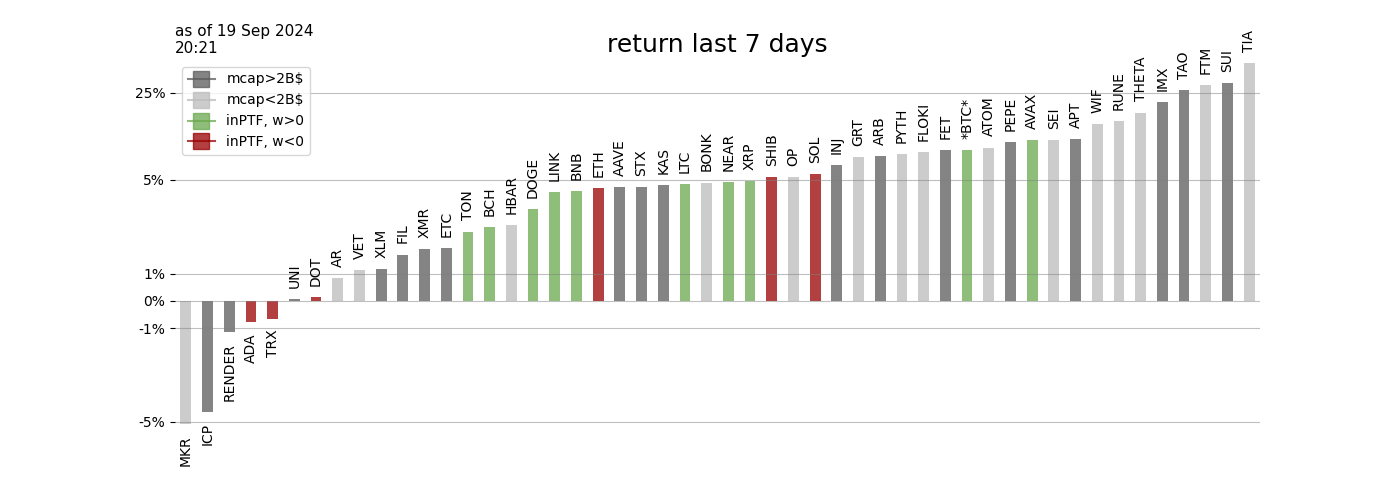 as of 19 Sep 2024
20:21
return last 7 days
mcap>2B$
mcap<2B$
inPTF, w>0
inPTF, w<0
25%
5%
1%
0%
-1%
-5%
MKR
ICP
RENDER
ADA
TRX
UNI
DOT
AR
VET
XLM
FIL
XMR
ETC
TON
BCH
HBAR
DOGE
LINK
BNB
ETH
AAVE
STX
KAS
LTC
BONK
NEAR
XRP
SHIB
OP
SOL
INJ
GRT
ARB
PYTH
FLOKI
FET
*BTC*
ATOM
PEPE
AVAX
SEI
APT
WIF
RUNE
THETA
IMX
TAO
FTM
SUI
TIA